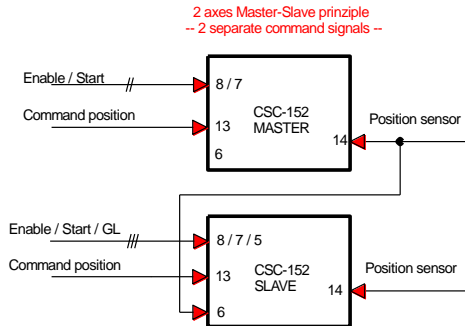 2 axes Master-Slave prinziple
-- 2 separate command signals --
Enable / Start
8 / 7
CSC-152
MASTER
Command position
13
14
Position sensor
6
Enable / Start / GL
8 / 7 / 5
CSC-152
SLAVE
Command position
13
14
Position sensor
6